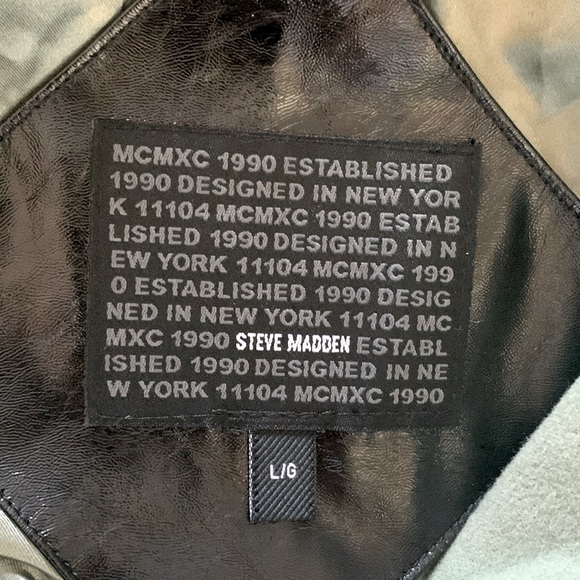 MCMXC 1990 ESTABLISHED
1990 DESIGNED IN NEW YOR
K 11104 MCMXC 1990 ESTAB
LISHED 1990 DESIGNED IN N
EW YORK 11104 MCMXC 199
0 ESTABLISHED 1990 DESIG
NED IN NEW YORK 11104 MC
MXC 1990 STEVE MADDEN ESTABL
ISHED 1990 DESIGNED IN NE
W YORK 11104 MCMXC 1990
L/G